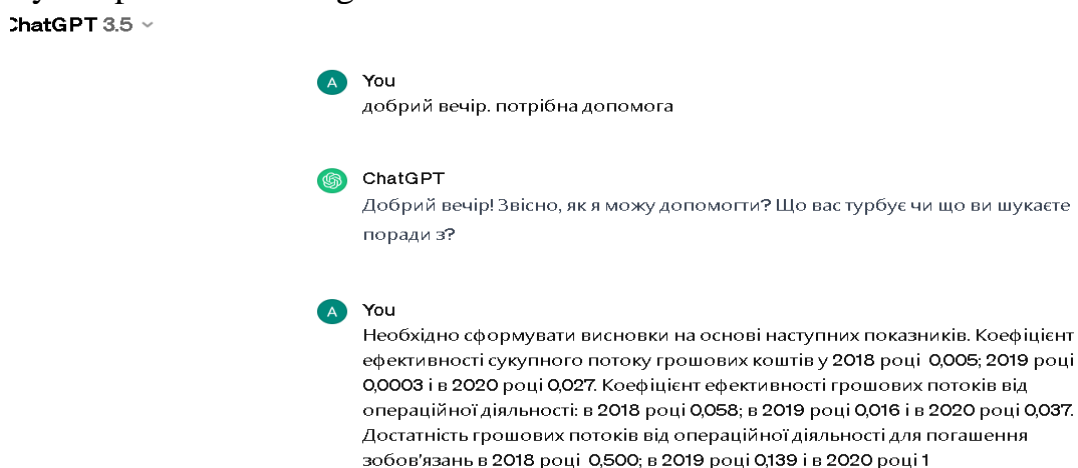 ChatGPT 3.5
A You
добрий вечір. потрібна допомога
ChatGPT
Добрий вечір! Звісно, як я можу допомогти? Що вас турбує чи що ви шукаєте
поради з?
A You
Необхідно сформувати висновки на основі наступних показників. Коефіцієнт
ефективності сукупного потоку грошових коштів у 2018 році 0,005; 2019 році
0,0003 і в 2020 році 0,027. Коефіцієнт ефективності грошових потоків від
операційної діяльності: в 2018 році 0,058; в 2019 році 0,016 і в 2020 році 0,037.
Достатність грошових потоків від операційної діяльності для погашення
зобов'язань в 2018 році 0,500; в 2019 році 0,139 і в 2020 році 1